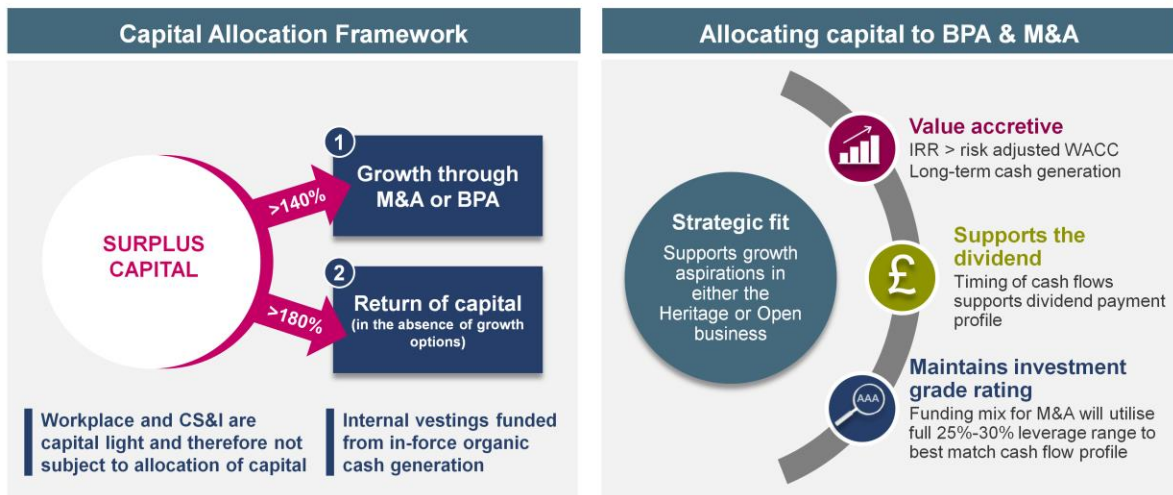 Capital Allocation Framework
SURPLUS
CAPITAL
>140%
1
Growth through
M&A or BPA
>180%
2
Return of capital
(in the absence of growth
options)
Workplace and CS&I are
capital light and therefore not
subject to allocation of capital
Internal vestings funded
from in-force organic
cash generation
Allocating capital to BPA & M&A
Strategic fit
Supports growth
aspirations in
either the
Heritage or Open
business
Value accretive
IRR > risk adjusted WACC
Long-term cash generation
£
Supports the
dividend
Timing of cash flows
supports dividend payment
profile
AAA
Maintains investment
grade rating
Funding mix for M&A will utilise
full 25%-30% leverage range to
best match cash flow profile